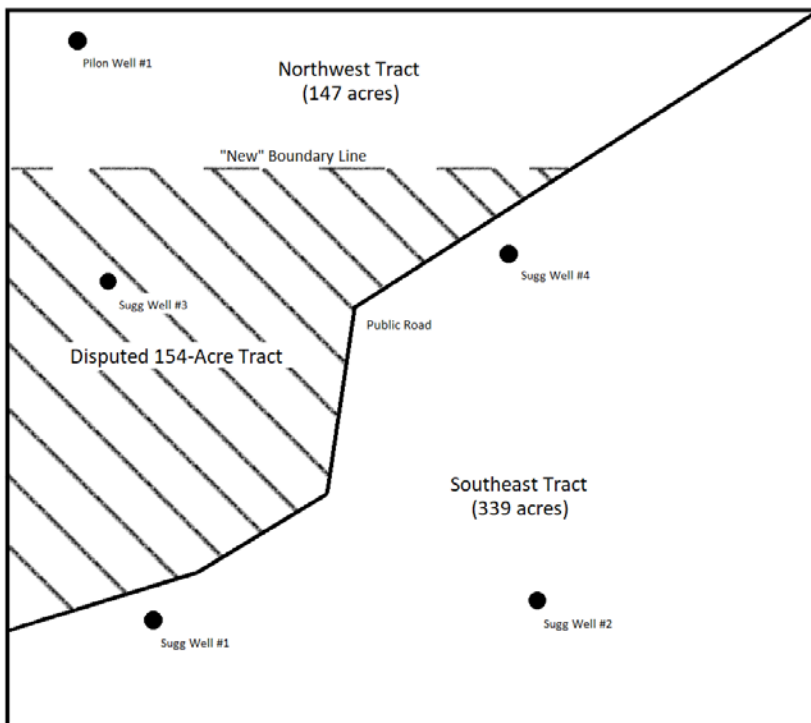 Pilon Well #1
Northwest Tract
(147 acres)
"New" Boundary Line
Sugg Well #4
Sugg Well #3
Public Road
Disputed 154-Acre Tract
Southeast Tract
(339 acres)
Sugg Well #2
Sugg Well #1